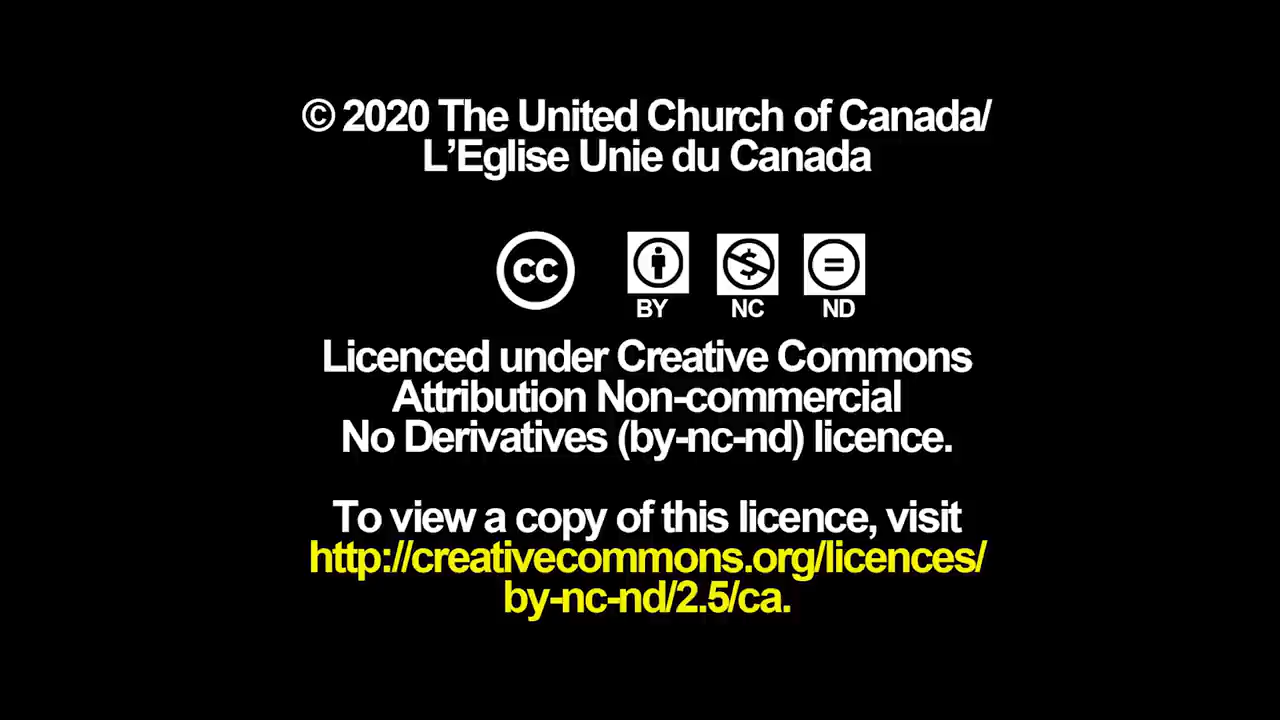 © 2020 The United Church of Canada/
L’Eglise Unie du Canada
cc
BY NC ND
Licenced under Creative Commons
Attribution Non-commercial
No Derivatives (by-nc-nd) licence.
To view a copy of this licence, visit
http://creativecommons.org/licences/
by-nc-nd/2.5/ca.